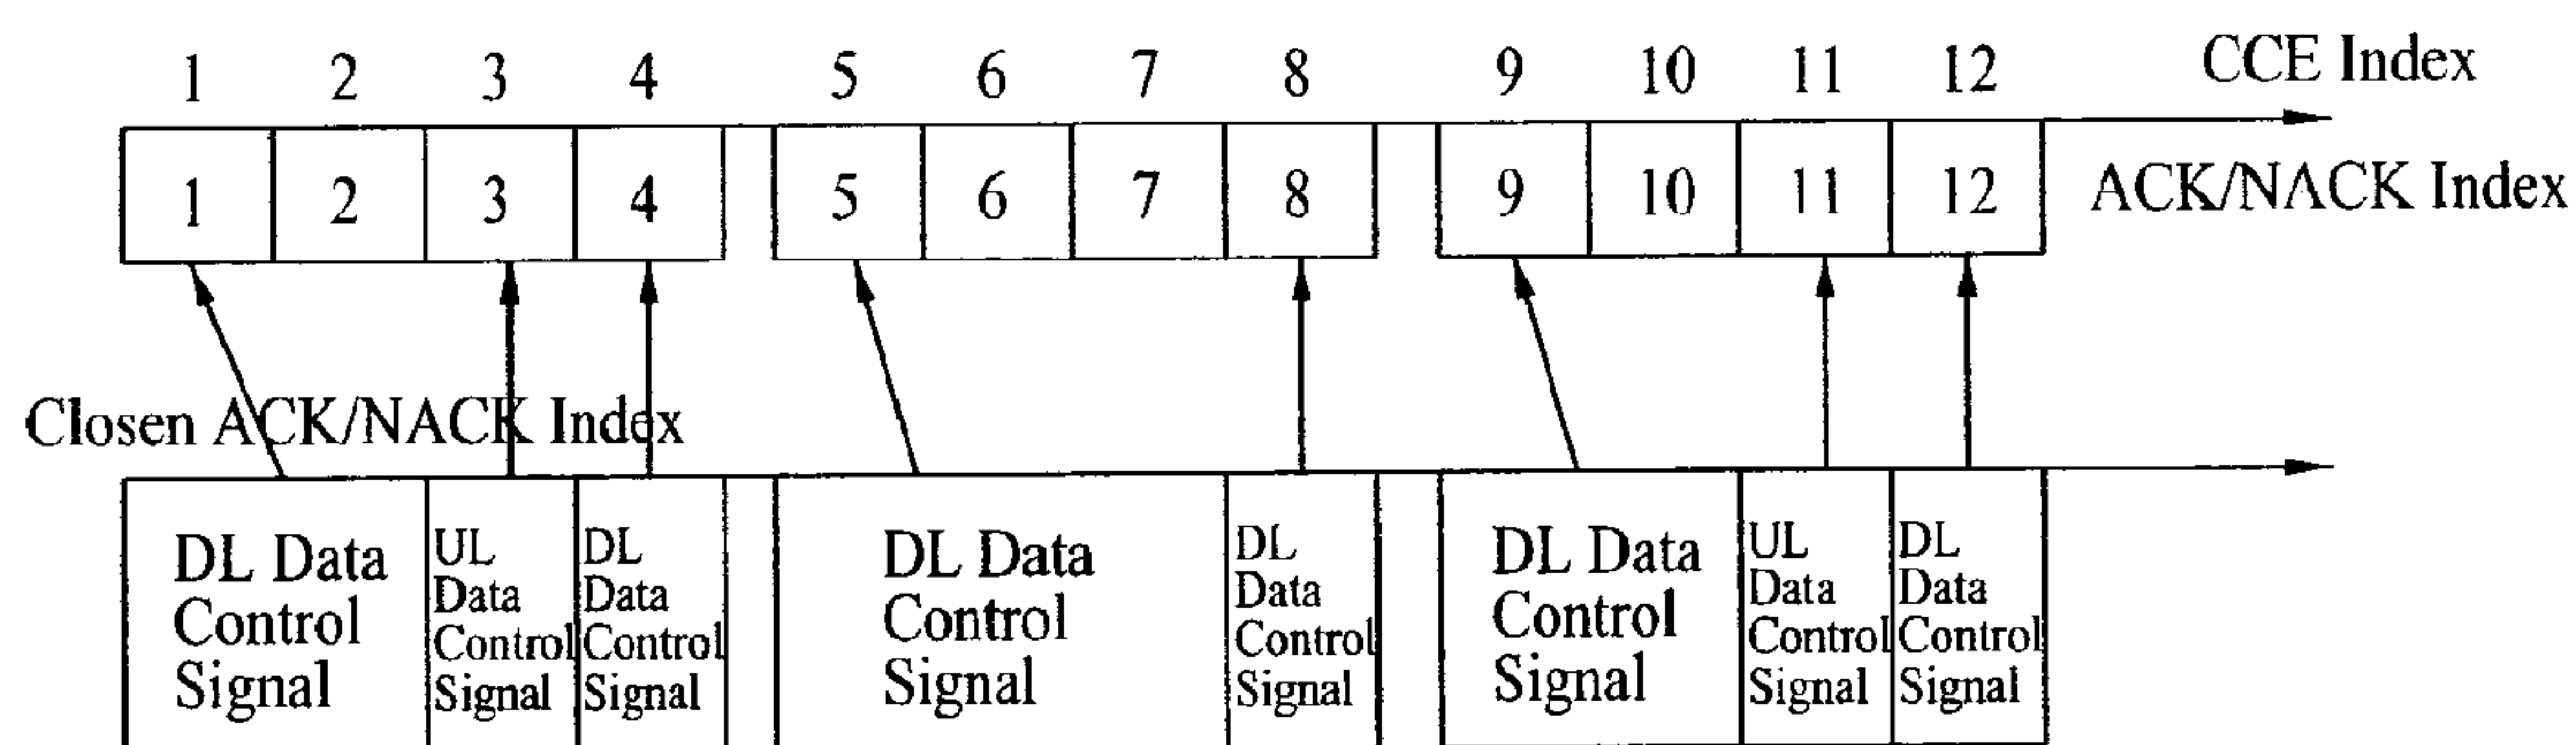 1 2 3 4 5 6 7 8 9 10 11 12 CCE Index
1 2 3 4 5 6 7 8 9 10 11 12 ACK/NACK Index
Closen ACK/NACK Index
DL Data
Control
Signal
UL
Data
Control
Signal
DL
Data
Control
Signal
DL Data
Control
Signal
DL
Data
Control
Signal
DL Data
Control
Signal
UL
Data
Control
Signal
DL
Data
Control
Signal